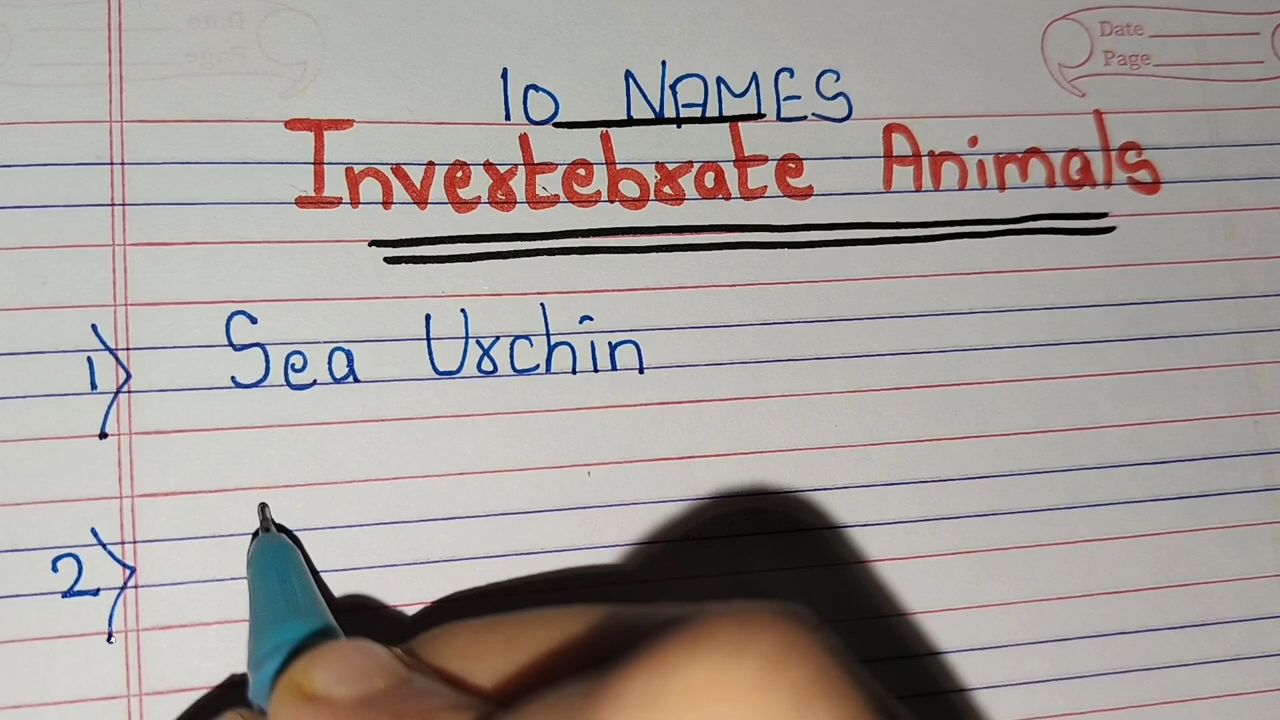 Date
Page
10 NAMES
Invertebrate Animals
1) Sea Urchin
2)